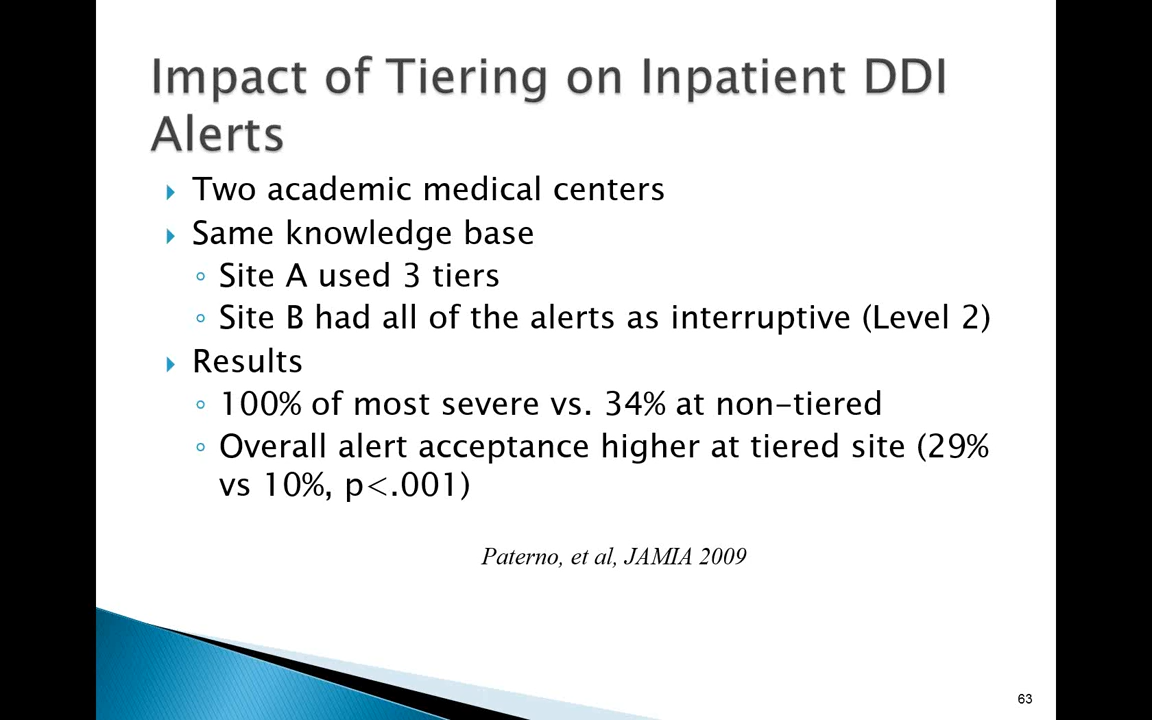 Impact of Tiering on Inpatient DDI
Alerts
Two academic medical centers
Same knowledge base
Site A used 3 tiers
Site B had all of the alerts as interruptive (Level 2)
Results
100% of most severe vs. 34% at non-tiered
Overall alert acceptance higher at tiered site (29%
vs 10%, p<.001)
Paterno, et al, JAMIA 2009
63